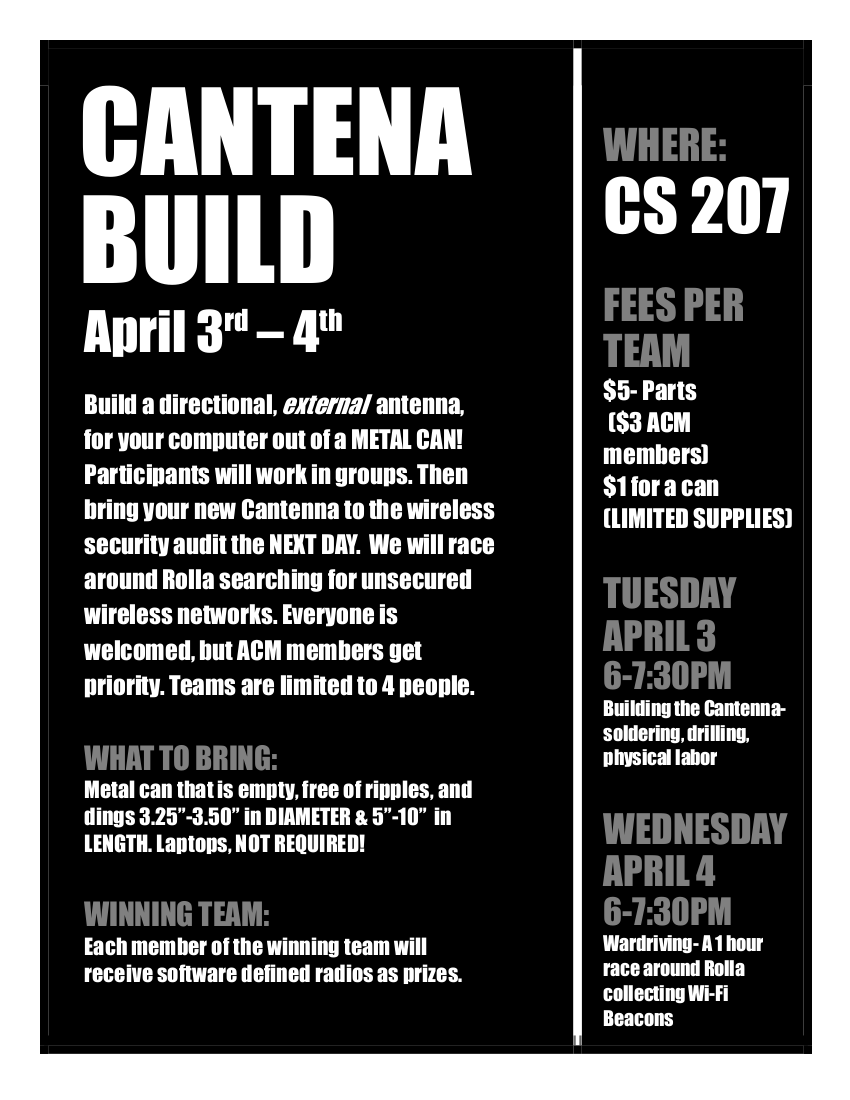 CANTENA
BUILD
April 3rd – 4th
Build a directional, external antenna,
for your computer out of a METAL CAN!
Participants will work in groups. Then
bring your new Cantenna to the wireless
security audit the NEXT DAY.  We will race
around Rolla searching for unsecured
wireless networks. Everyone is
welcomed, but ACM members get
priority. Teams are limited to 4 people.
WHAT TO BRING:
Metal can that is empty, free of ripples, and
dings 3.25”-3.50” in DIAMETER & 5”-10”  in
LENGTH. Laptops, NOT REQUIRED!
WINNING TEAM:
Each member of the winning team will
receive software defined radios as prizes.
WHERE:
CS 207
FEES PER
TEAM
$5- Parts
($3 ACM
members)
$1 for a can
(LIMITED SUPPLIES)
TUESDAY
APRIL 3
6-7:30PM
Building the Cantenna-
soldering, drilling,
physical labor
WEDNESDAY
APRIL 4
6-7:30PM
Wardriving- A 1 hour
race around Rolla
collecting Wi-Fi
Beacons